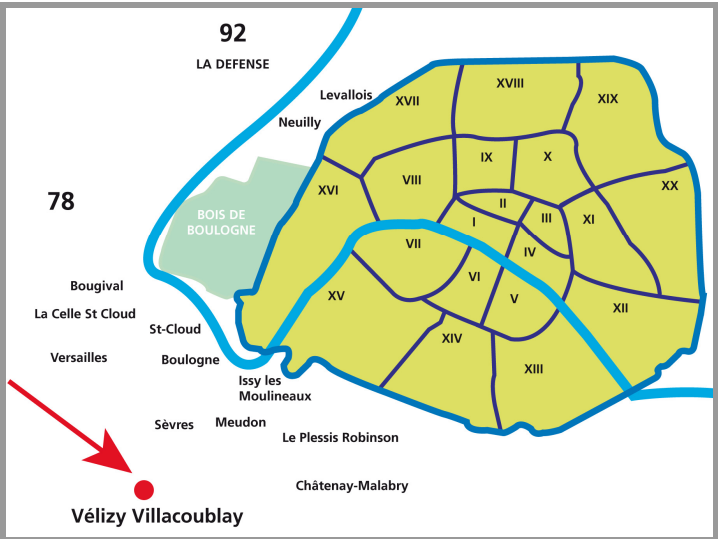 92
LA DEFENSE
Levallois
Neuilly
XVII
XVIII
XIX
IX
X
XVI
VIII
XX
78
BOIS DE
BOULOGNE
I
II
III
XI
VII
IV
VI
V
XV
XII
XIV
XIII
Bougival
La Celle St Cloud
St-Cloud
Versailles
Boulogne
Issy les
Moulineaux
Sèvres
Meudon
Le Plessis Robinson
Châtenay-Malabry
Vélizy Villacoublay